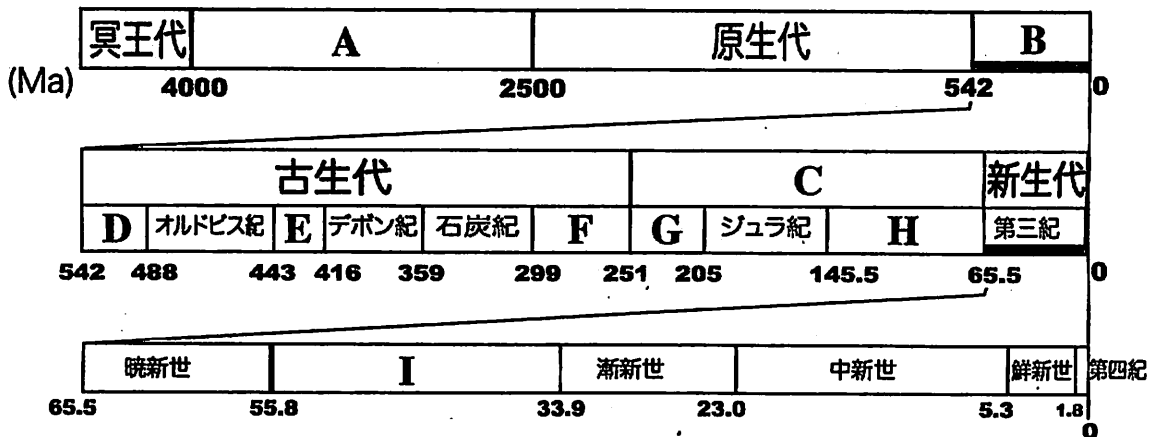 冥王代 A 原生代 B
(Ma) 4000 2500 542 0
古生代 C 新生代
D オルドビス紀 E デボン紀 石炭紀 F G ジュラ紀 H 第三紀
542 488 443 416 359 299 251 205 145.5 65.5 0
暁新世 I 漸新世 中新世 鮮新世 第四紀
65.5 55.8 33.9 23.0 5.3 1.8 0